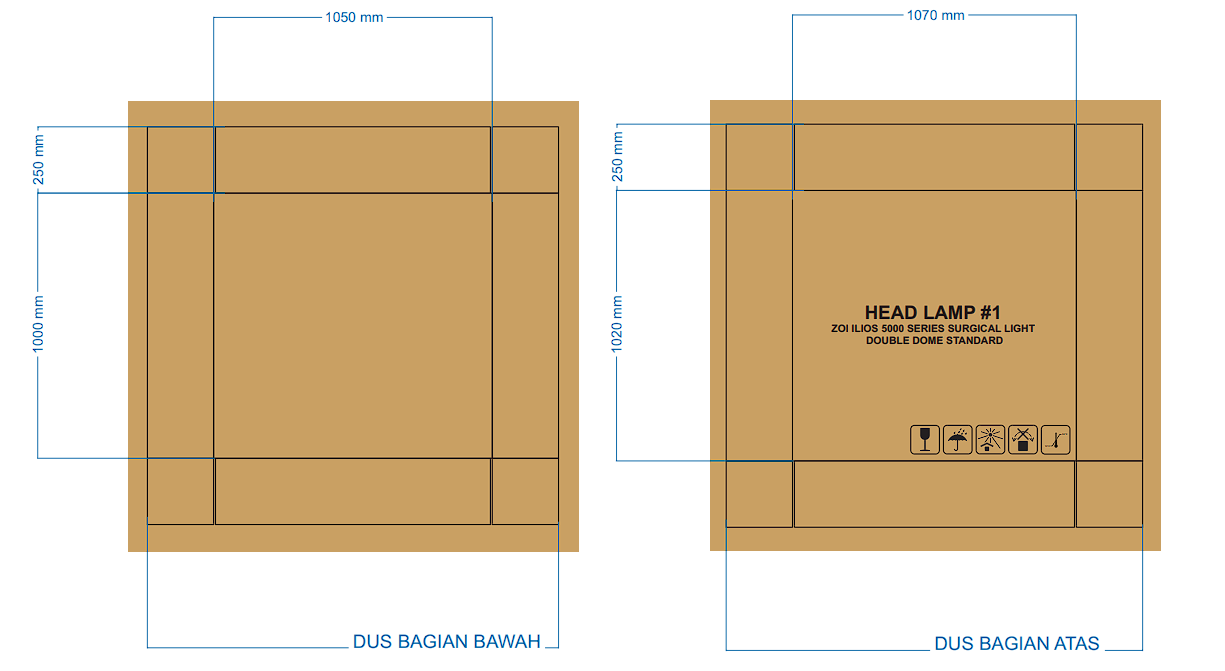 1050 mm
250 mm
1000 mm
DUS BAGIAN BAWAH
1070 mm
250 mm
1020 mm
HEAD LAMP #1
ZOI ILIOS 5000 SERIES SURGICAL LIGHT
DOUBLE DOME STANDARD
DUS BAGIAN ATAS